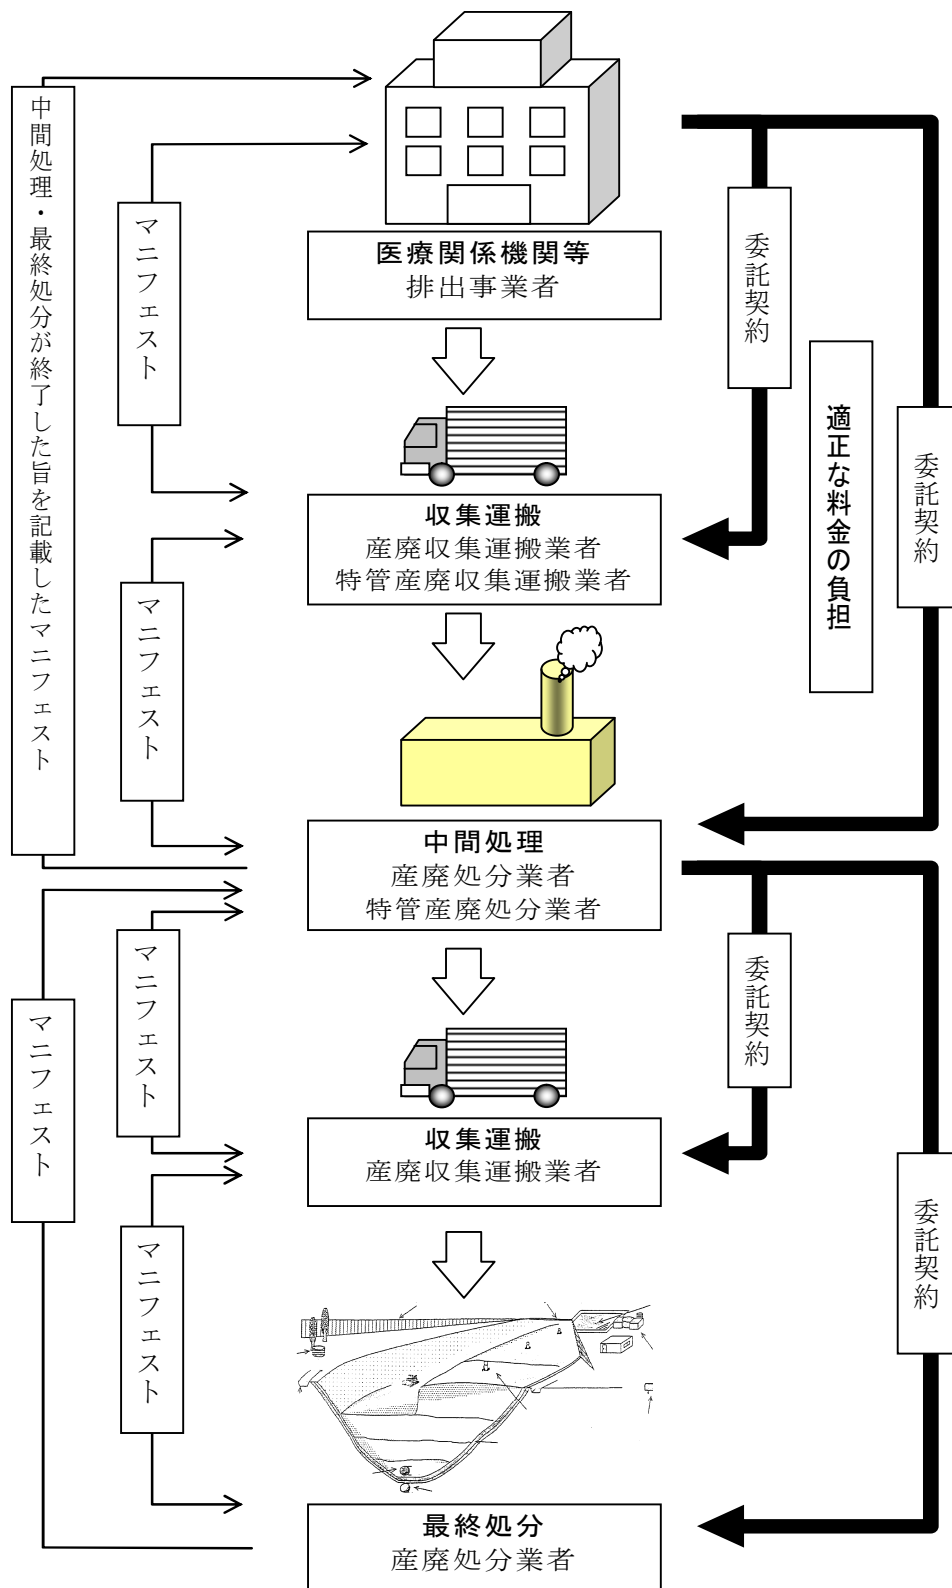 中間処理・最終処分が終了した旨を記載したマニフェスト
マニフェスト
医療関係機関等
排出事業者
委託契約
適正な料金の負担
委託契約
収集運搬
産廃収集運搬業者
特管産廃収集運搬業者
マニフェスト
中間処理
産廃処分業者
特管産廃処分業者
マニフェスト
マニフェスト
委託契約
収集運搬
産廃収集運搬業者
委託契約
マニフェスト
最終処分
産廃処分業者